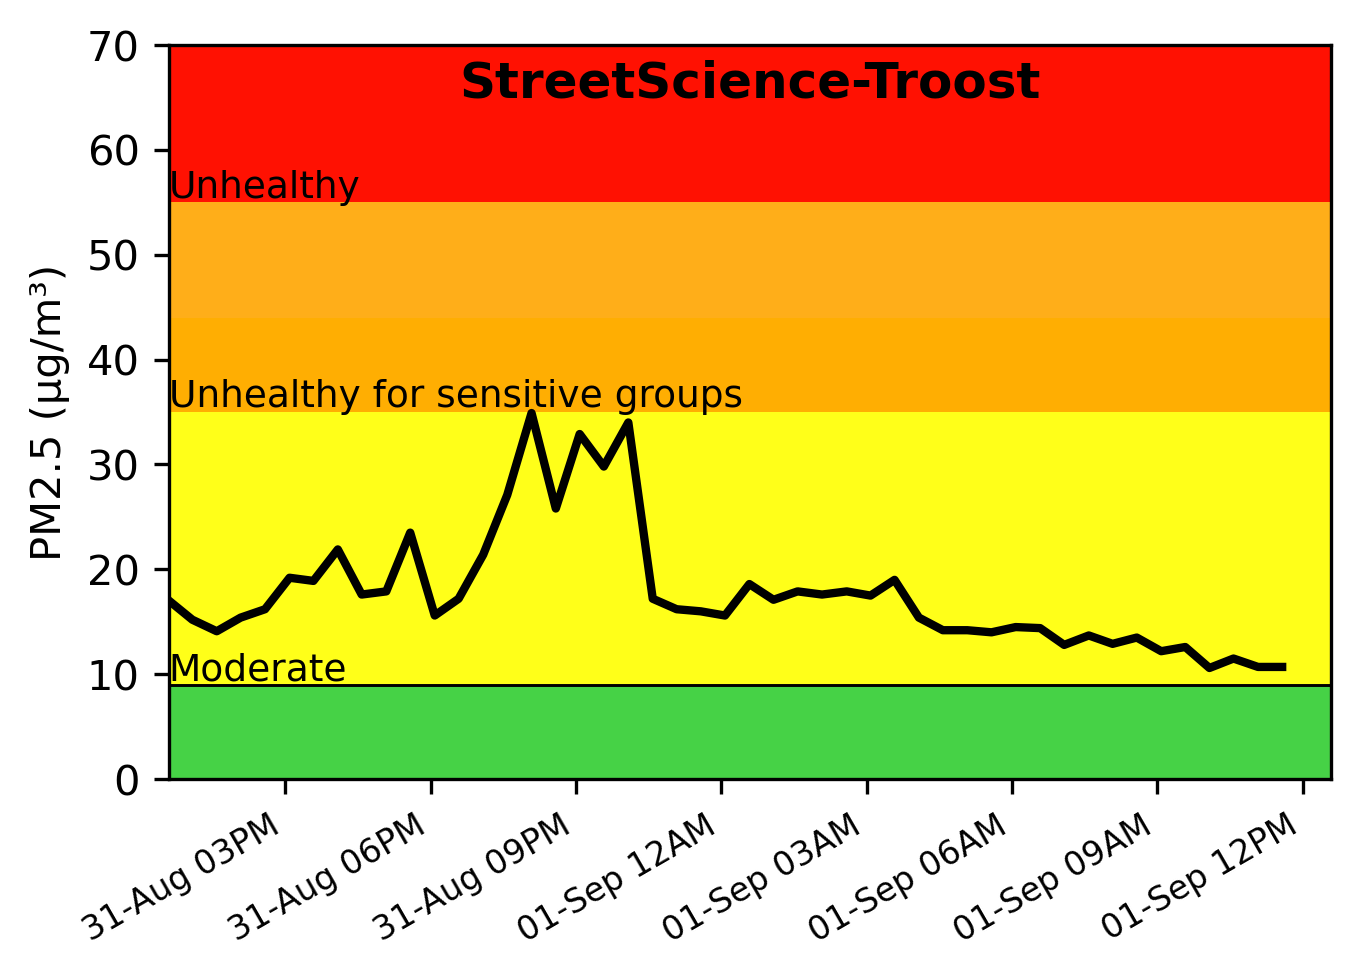 StreetScience-Troost
70
60
50
40
30
20
10
0
PM2.5 (µg/m³)
Unhealthy
Unhealthy for sensitive groups
Moderate
31-Aug 03PM
31-Aug 06PM
31-Aug 09PM
01-Sep 12AM
01-Sep 03AM
01-Sep 06AM
01-Sep 09AM
01-Sep 12PM